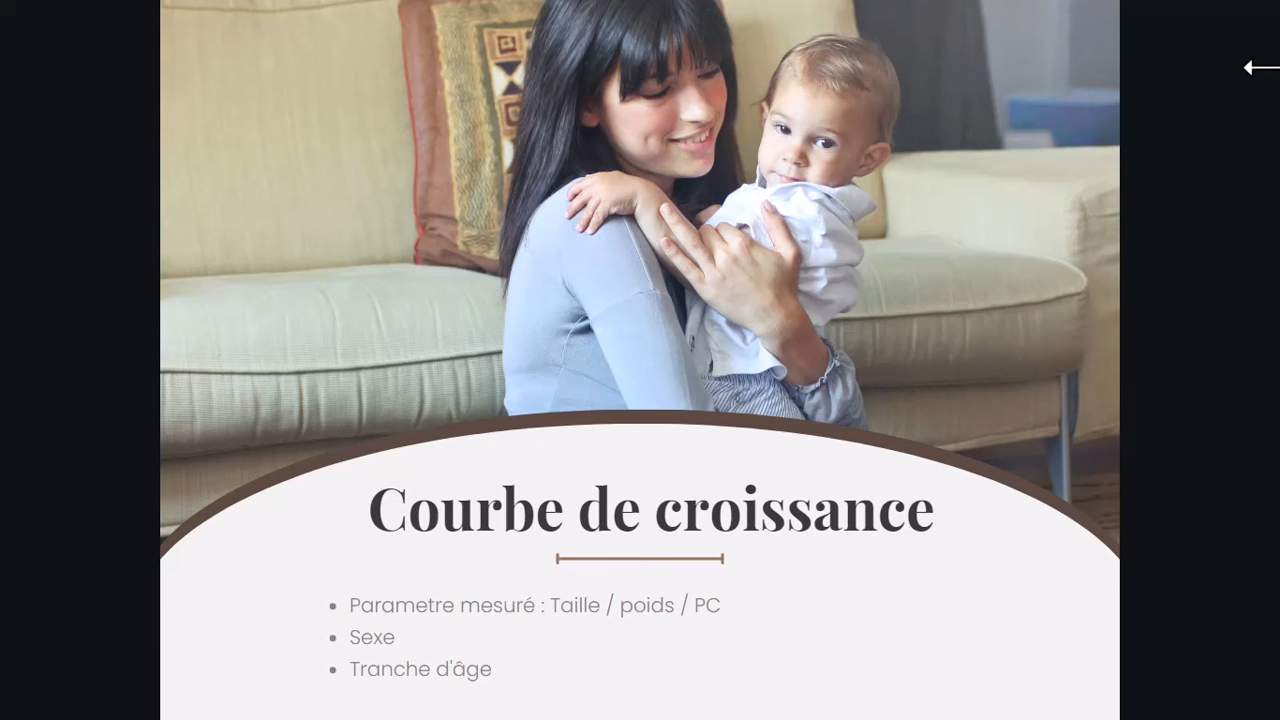 Courbe de croissance
Parametre mesuré : Taille / poids / PC
Sexe
Tranche d'âge